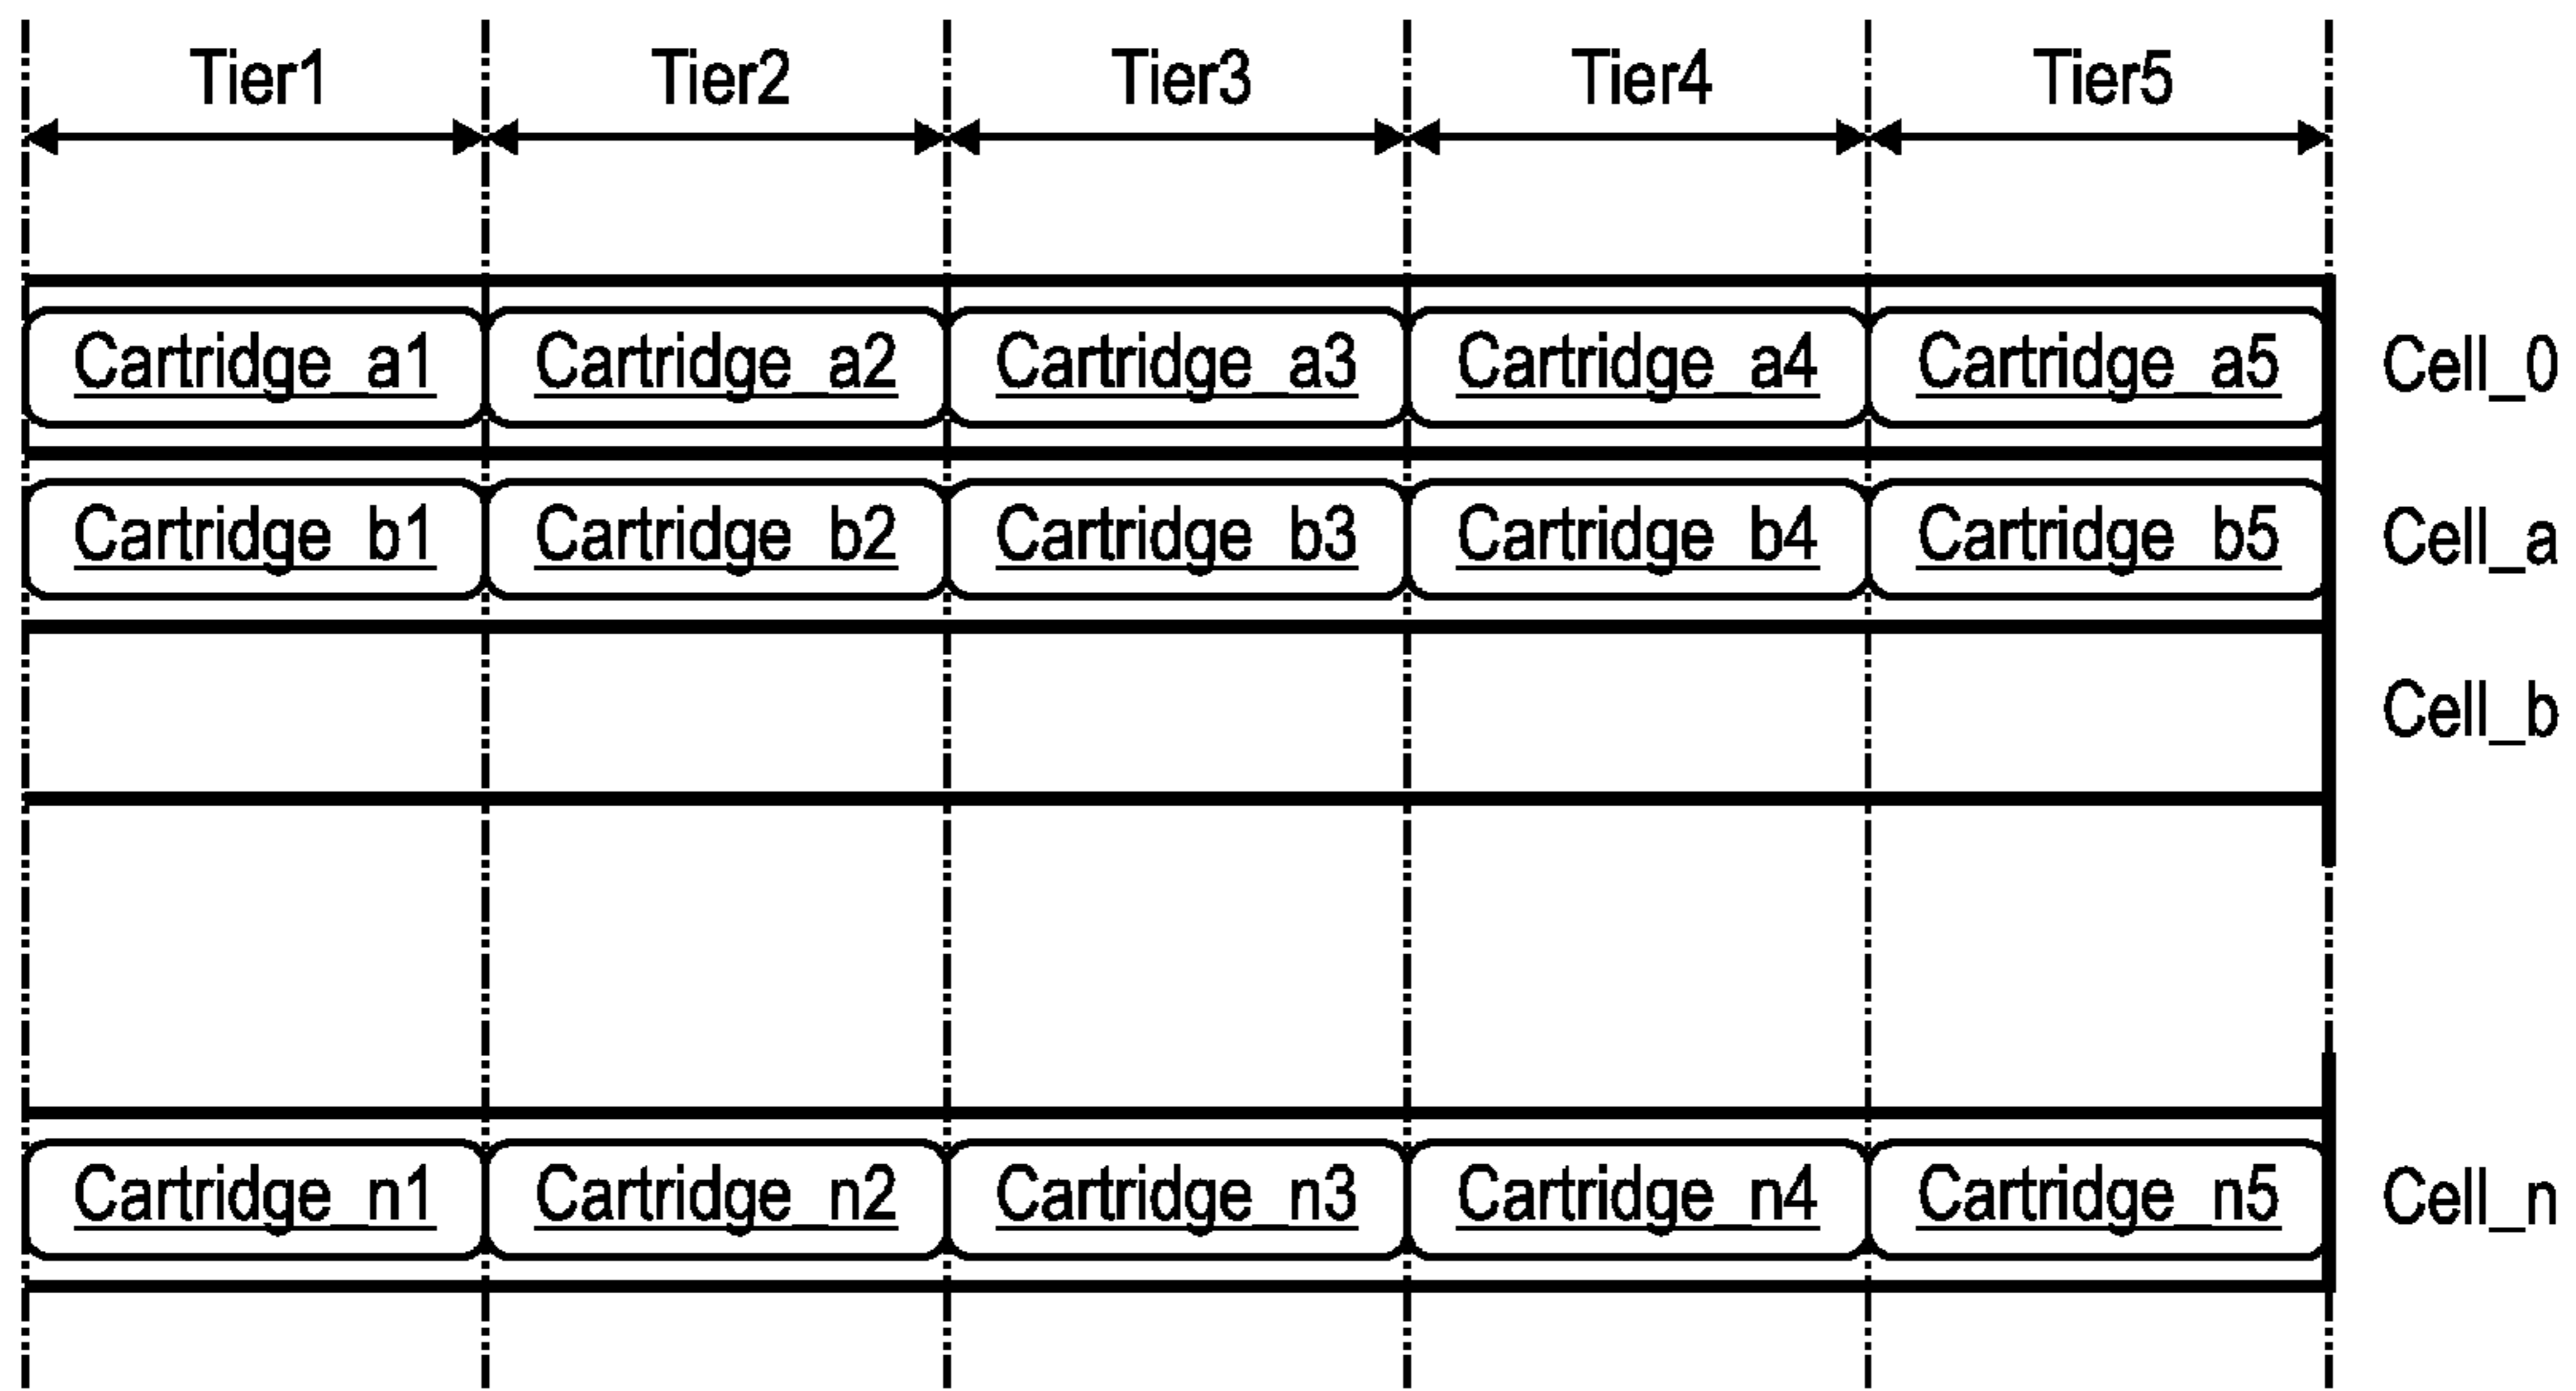 Tier1 Tier2 Tier3 Tier4 Tier5
Cartridge_a1 Cartridge_a2 Cartridge_a3 Cartridge_a4 Cartridge_a5 Cell_0
Cartridge_b1 Cartridge_b2 Cartridge_b3 Cartridge_b4 Cartridge_b5 Cell_a
Cell_b
Cartridge_n1 Cartridge_n2 Cartridge_n3 Cartridge_n4 Cartridge_n5 Cell_n